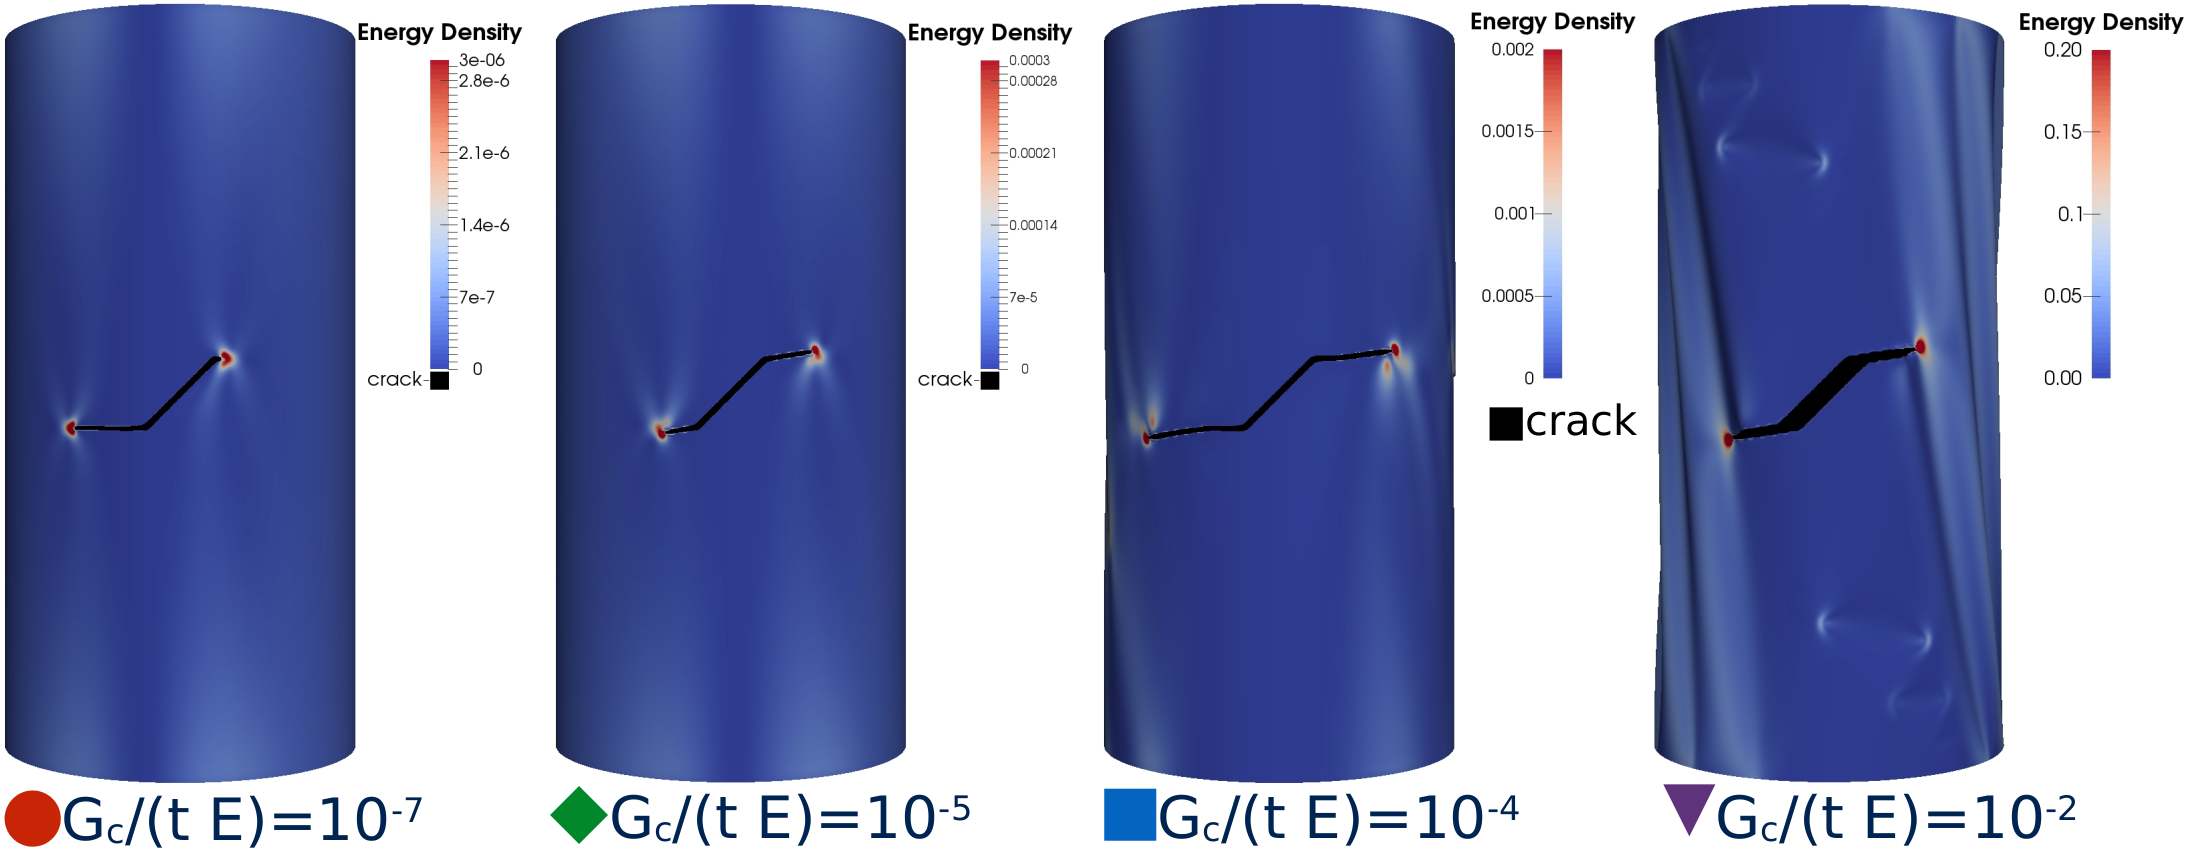 Energy Density
3e-06
2.8e-6
2.1e-6
1.4e-6
7e-7
0
crack
Energy Density
0.0003
0.00028
0.00021
0.00014
7e-5
0
crack
Energy Density
0.002
0.0015
0.001
0.0005
0
crack
Energy Density
0.20
0.15
0.1
0.05
0.00
Gc/(t E)=10-7
Gc/(t E)=10-5
Gc/(t E)=10-4
Gc/(t E)=10-2